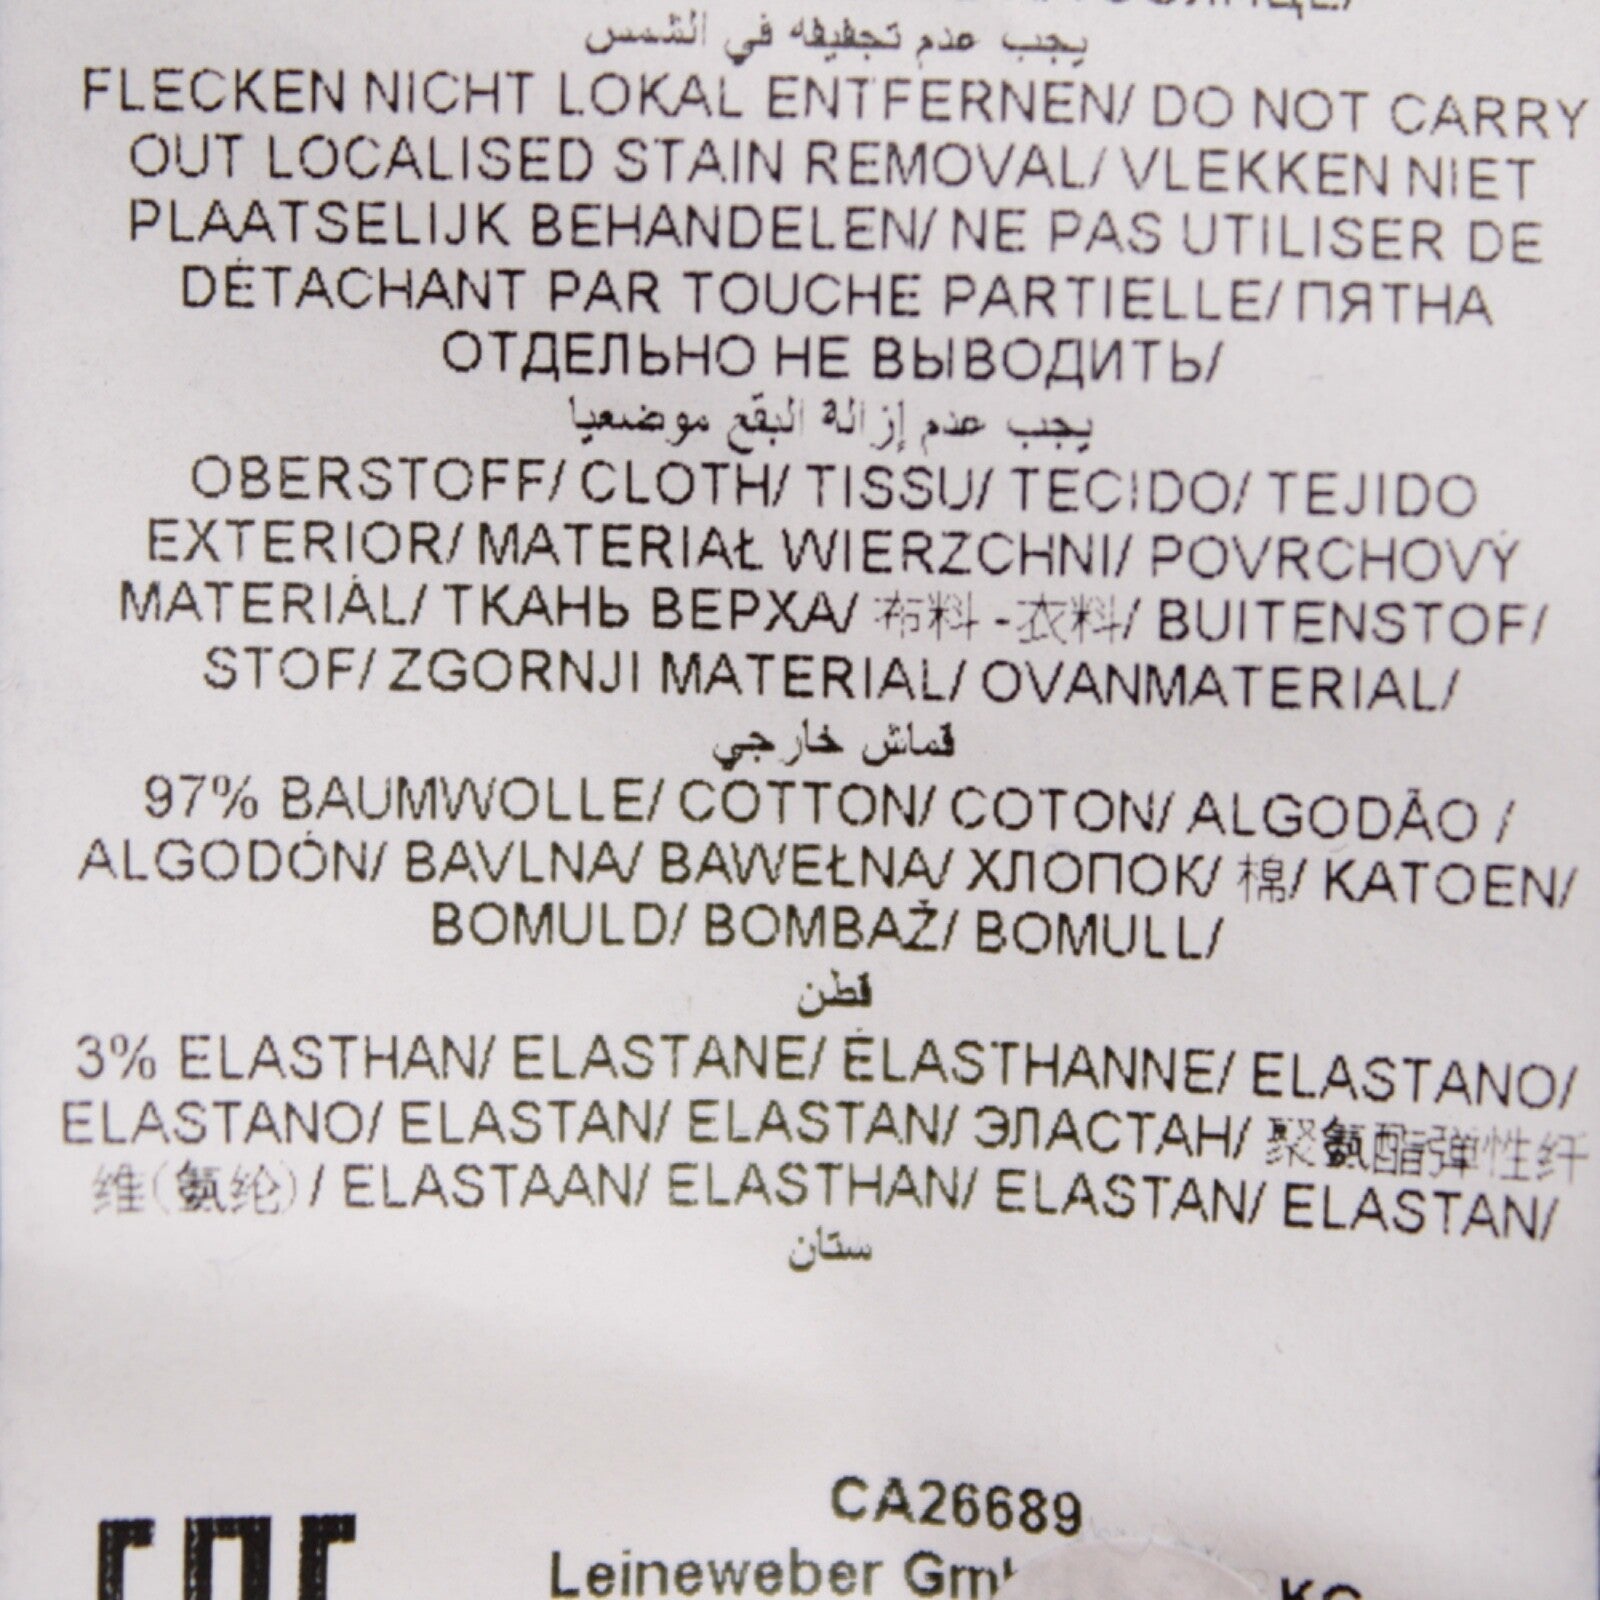 يجب عدم تجفيفه في الشمس
FLECKEN NICHT LOKAL ENTFERNEN/ DO NOT CARRY
OUT LOCALISED STAIN REMOVAL/ VLEKKEN NIET
PLAATSELIJK BEHANDELEN/ NE PAS UTILISER DE
DÉTACHANT PAR TOUCHE PARTIELLE/ ПЯТНА
ОТДЕЛЬНО НЕ ВЫВОДИТЬ/
يجب عدم إزالة البقع موضعيا
OBERSTOFF/ CLOTH/ TISSU/ TECIDO/ TEJIDO
EXTERIOR/ MATERIAŁ WIERZCHNI/ POVRCHOVÝ
MATERIÁL/ ТКАНЬ ВЕРХА/ 布料 - 衣料/ BUITENSTOF/
STOF/ ZGORNJI MATERIAL/ OVANMATERIAL/
قماش خارجي
97% BAUMWOLLE/ COTTON/ COTON/ ALGODÃO /
ALGODÓN/ BAVLNA/ BAWEŁNA/ ХЛОПОК/ 棉/ KATOEN/
BOMULD/ BOMBAŽ/ BOMULL/
قطن
3% ELASTHAN/ ELASTANE/ ÉLASTHANNE/ ELASTANO/
ELASTANO/ ELASTAN/ ELASTAN/ ЭЛАСТАН/ 聚氨酯弹性纤
维(氨纶) / ELASTAAN/ ELASTHAN/ ELASTAN/ ELASTAN/
ستان
CA26689
Leineweber KG